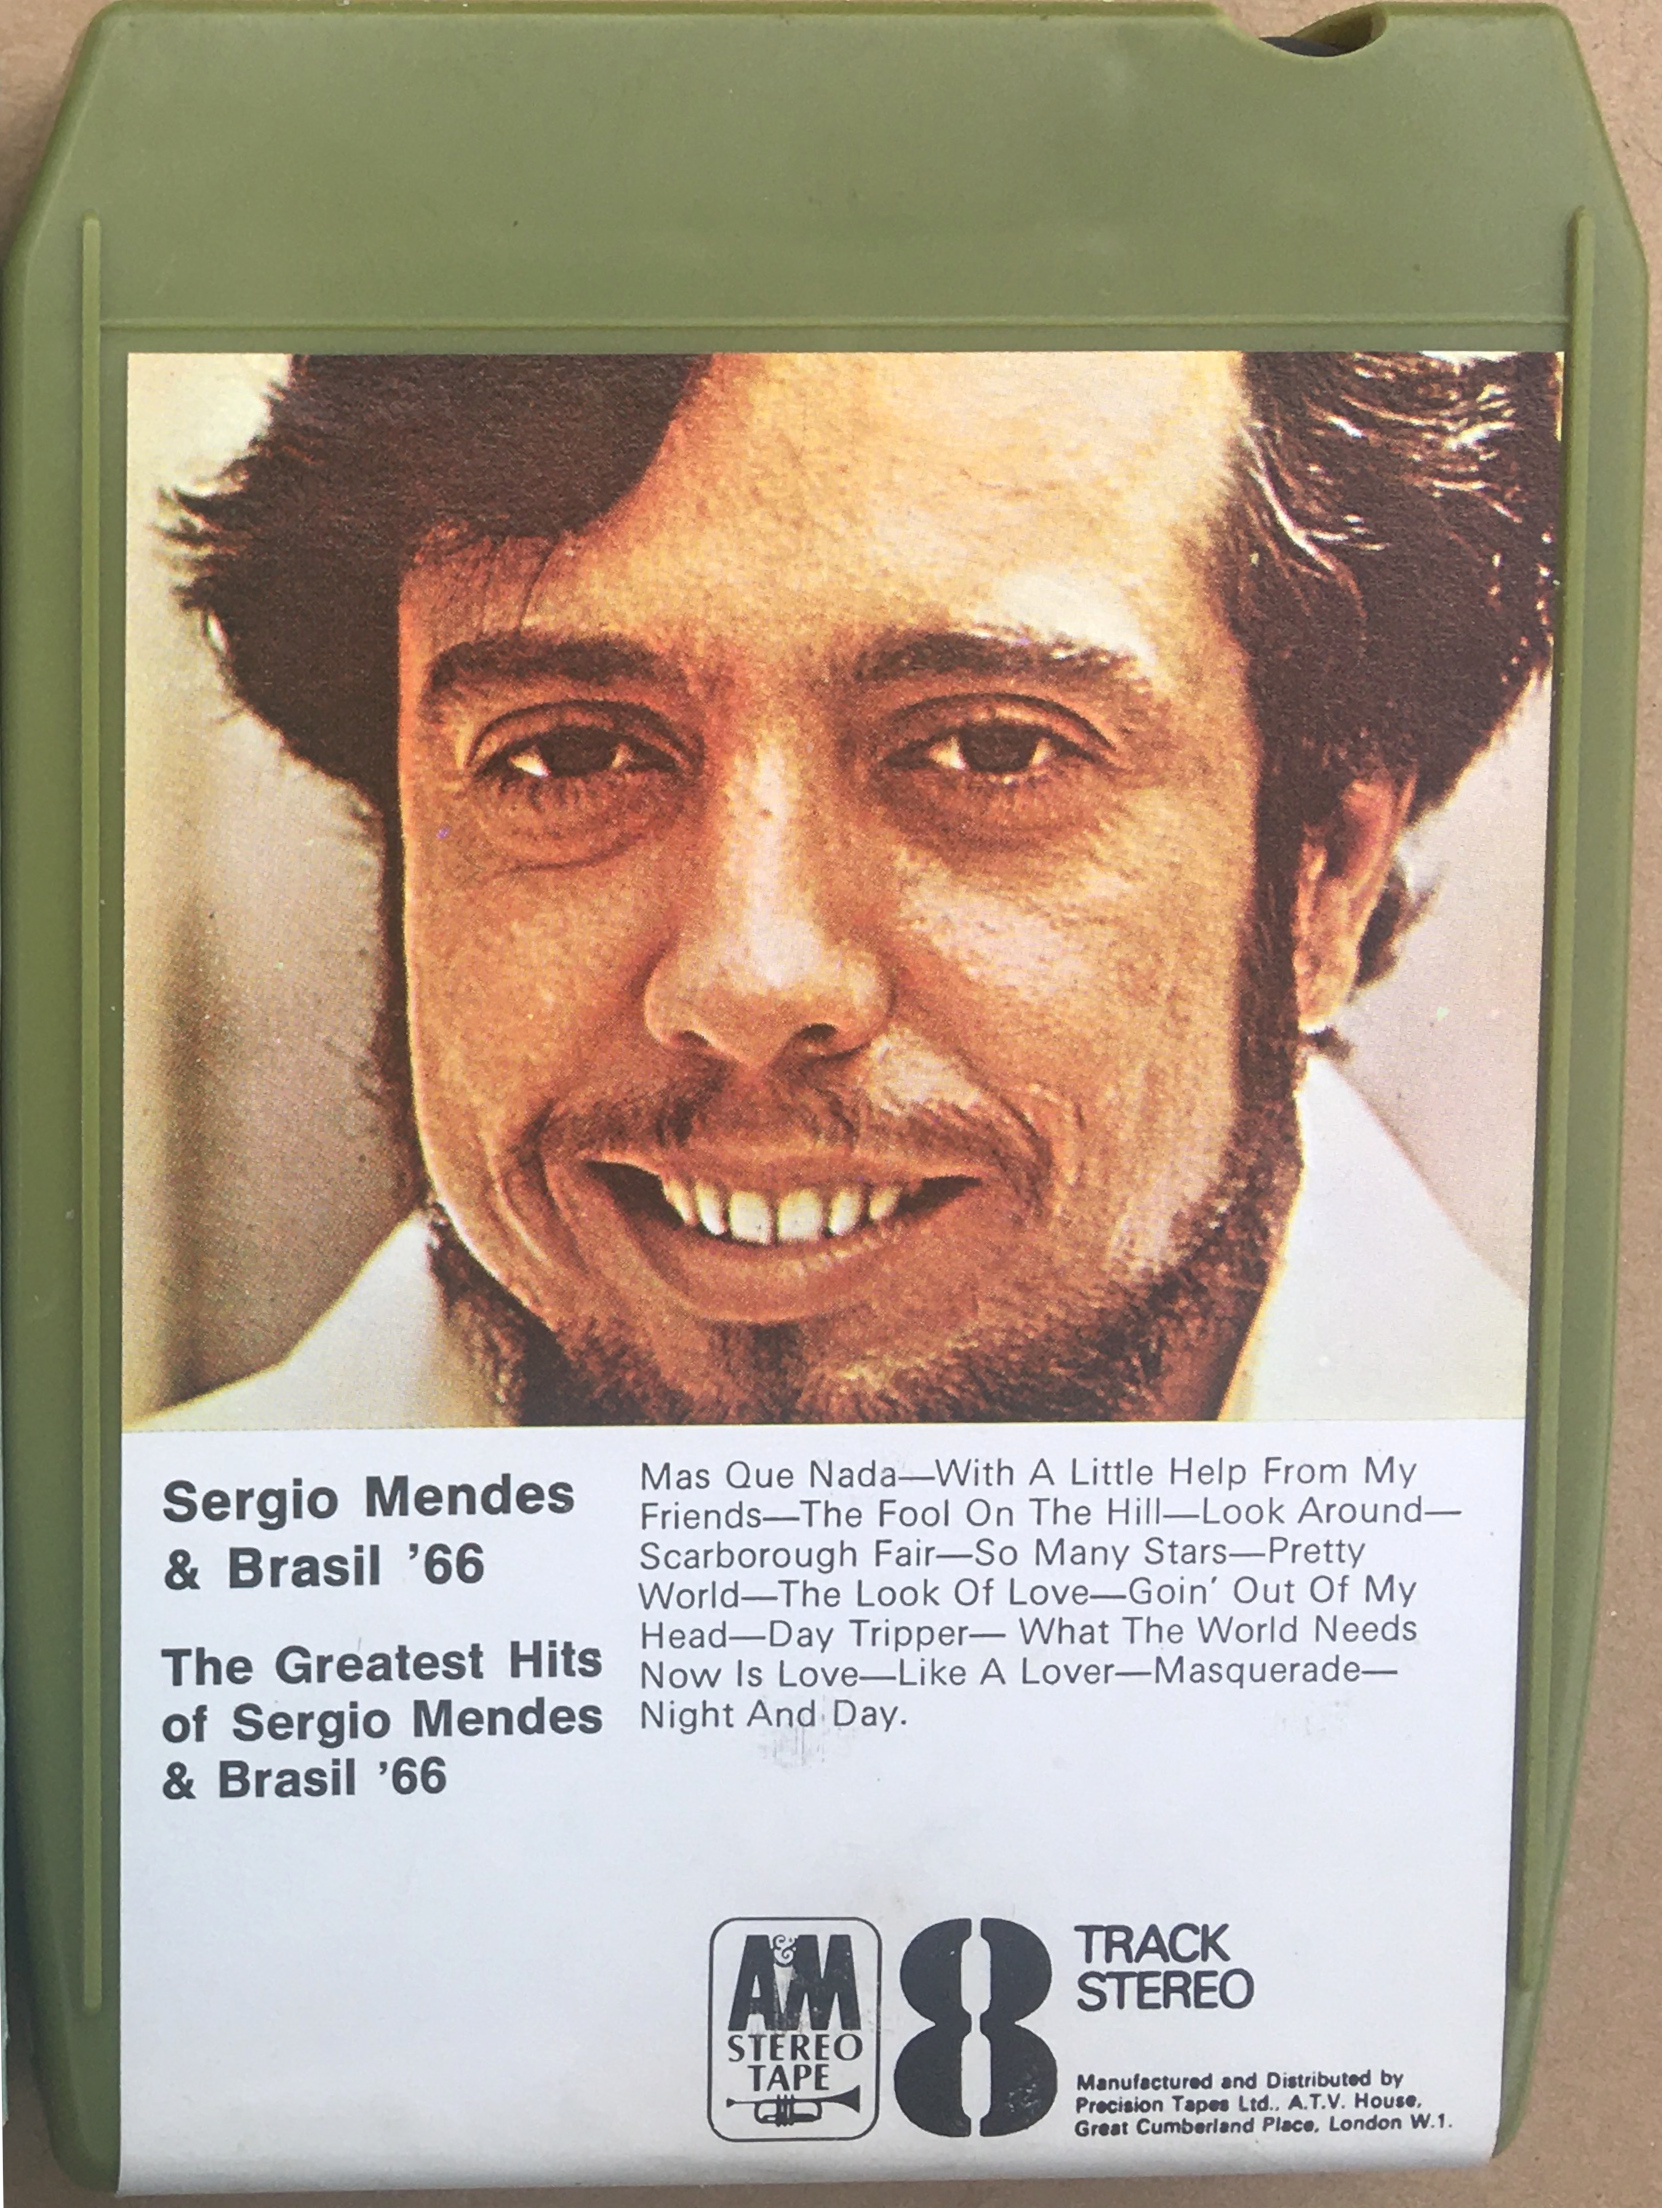 Sergio Mendes
& Brasil '66
The Greatest Hits
of Sergio Mendes
& Brasil '66
Mas Que Nada—With A Little Help From My
Friends—The Fool On The Hill—Look Around—
Scarborough Fair—So Many Stars—Pretty
World—The Look Of Love—Goin' Out Of My
Head—Day Tripper— What The World Needs
Now Is Love—Like A Lover—Masquerade—
Night And Day.
A&M
STEREO
TAPE
8
TRACK
STEREO
Manufactured and Distributed by
Precision Tapes Ltd., A.T.V. House,
Great Cumberland Place, London W.1.